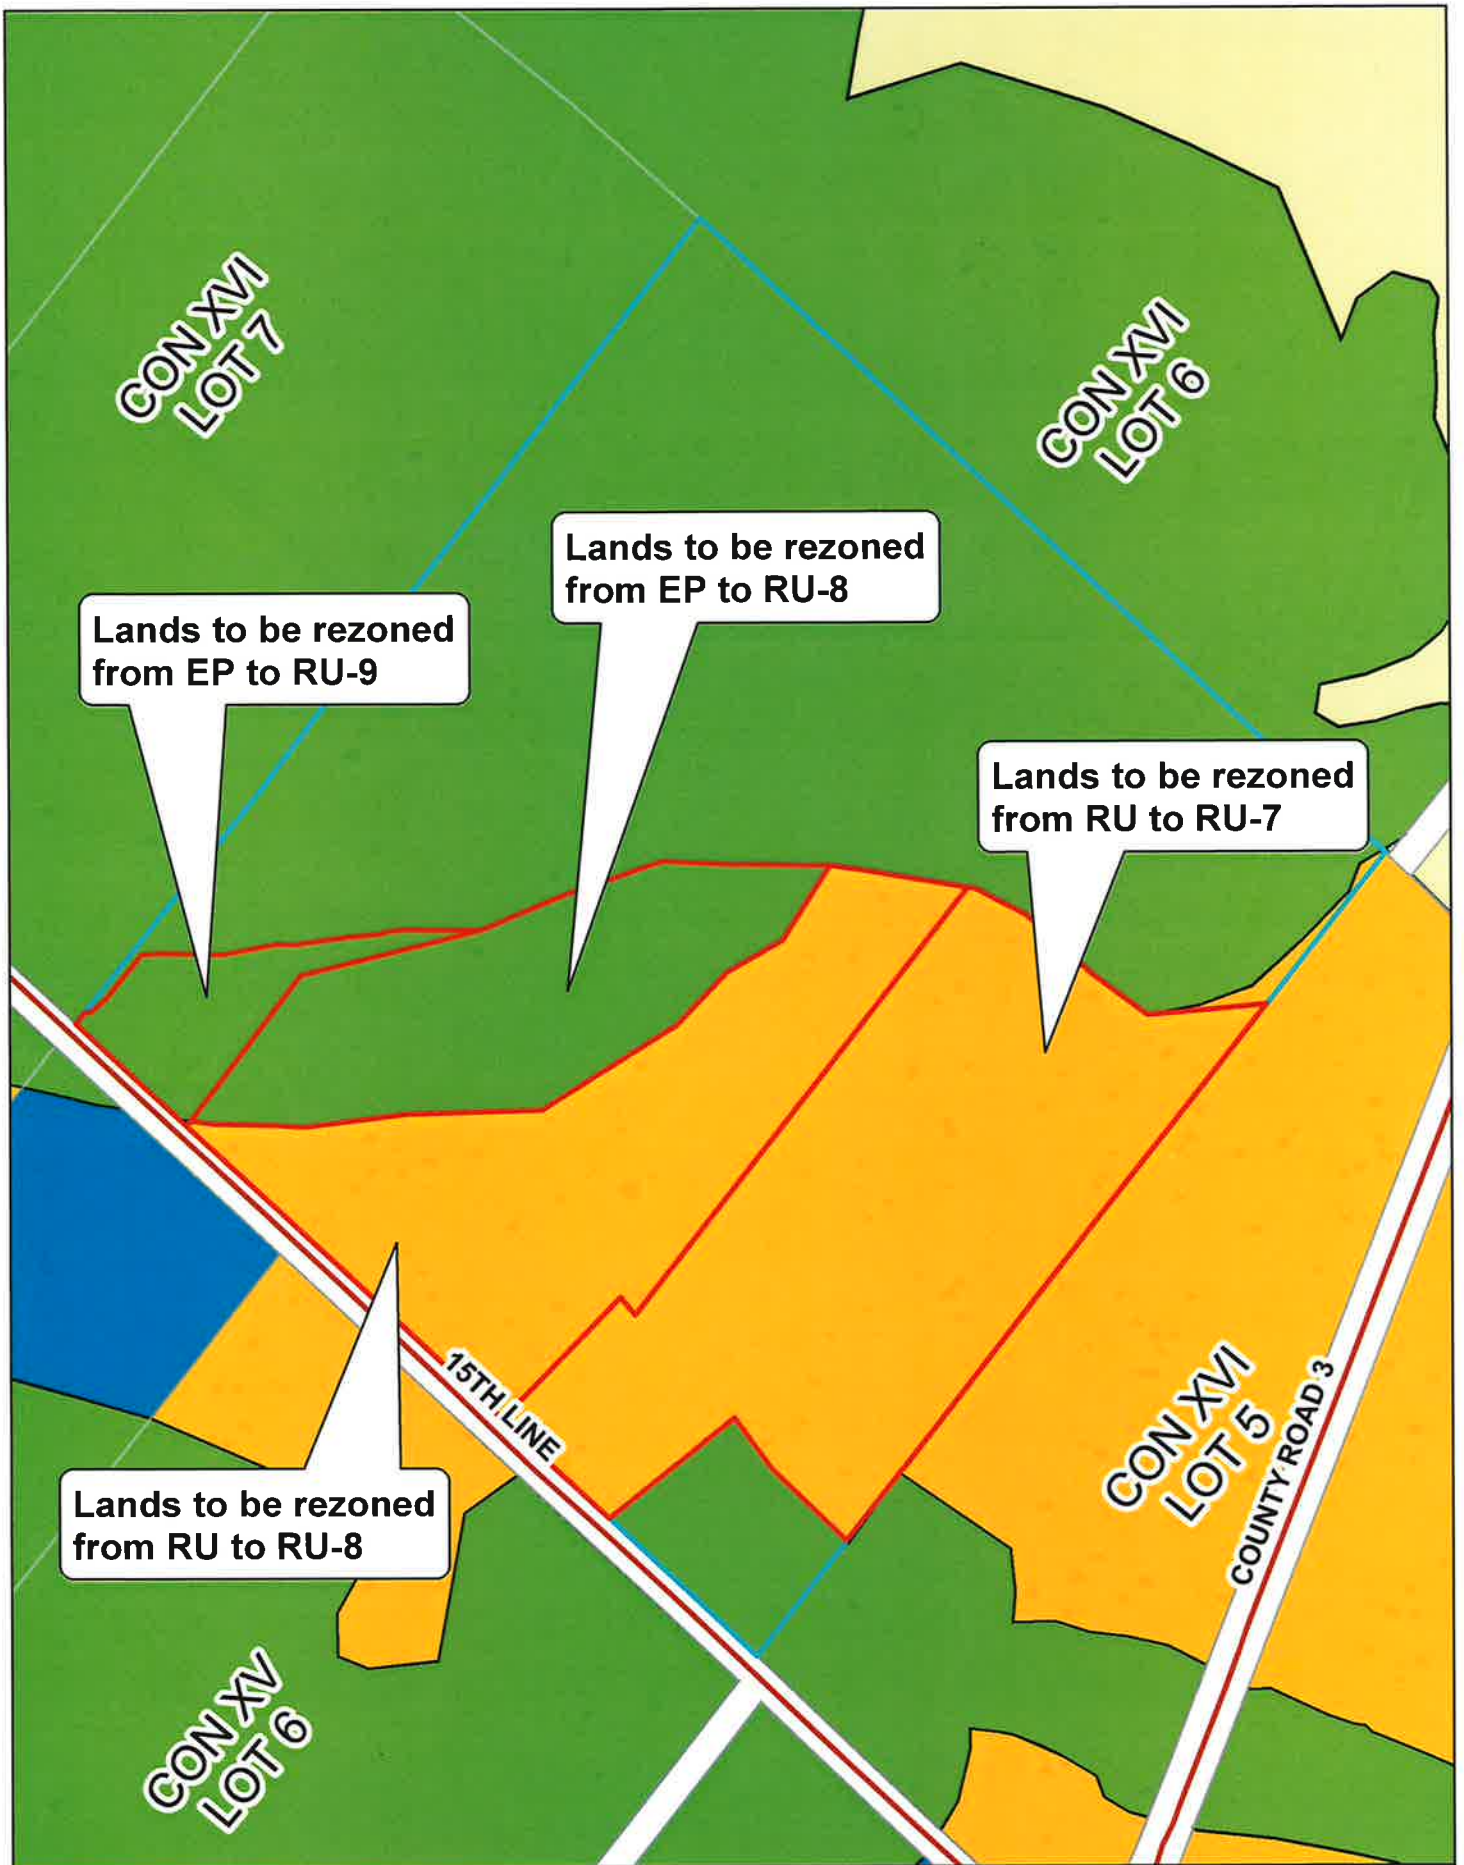 CON XVI
LOT 7
CON XVI
LOT 6
Lands to be rezoned
from EP to RU-8
Lands to be rezoned
from EP to RU-9
Lands to be rezoned
from RU to RU-7
15TH LINE
CON XVI
LOT 5
COUNTY ROAD 3
Lands to be rezoned
from RU to RU-8
CON XV
LOT 6